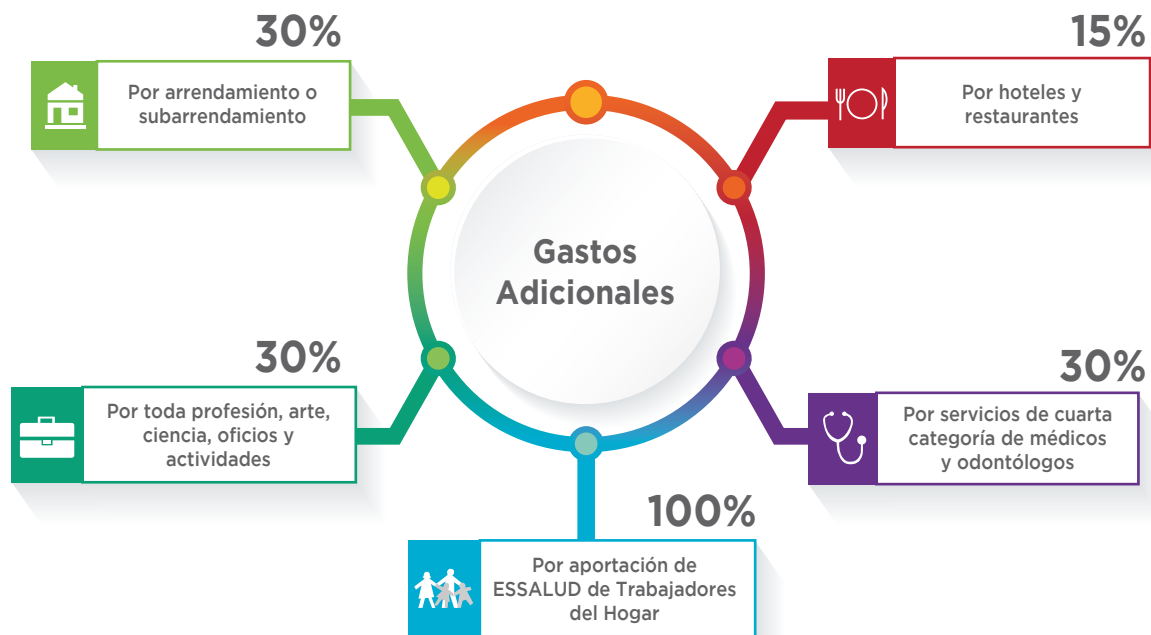 30%
Por arrendamiento o
subarrendamiento
15%
Por hoteles y
restaurantes
Gastos
Adicionales
30%
Por toda profesión, arte,
ciencia, oficios y
actividades
30%
Por servicios de cuarta
categoría de médicos
y odontólogos
100%
Por aportación de
ESSALUD de Trabajadores
del Hogar